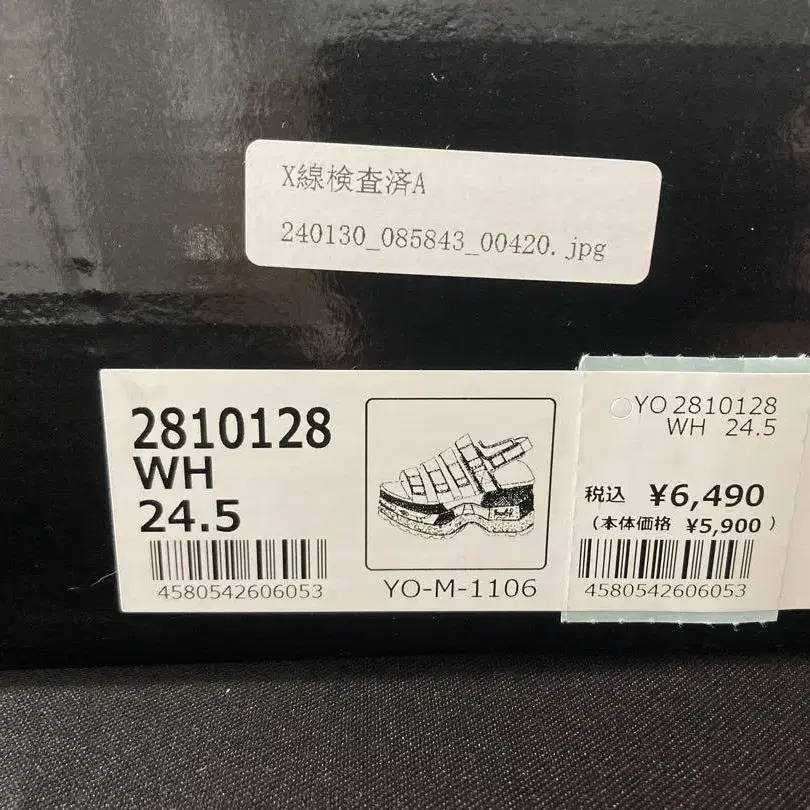 X線検査済A
240130_085843_00420.jpg
2810128
WH
24.5
4580542606053
YO-M-1106
YO 2810128
WH 24.5
税込 ¥6,490
(本体価格 ¥5,900 )
4580542606053